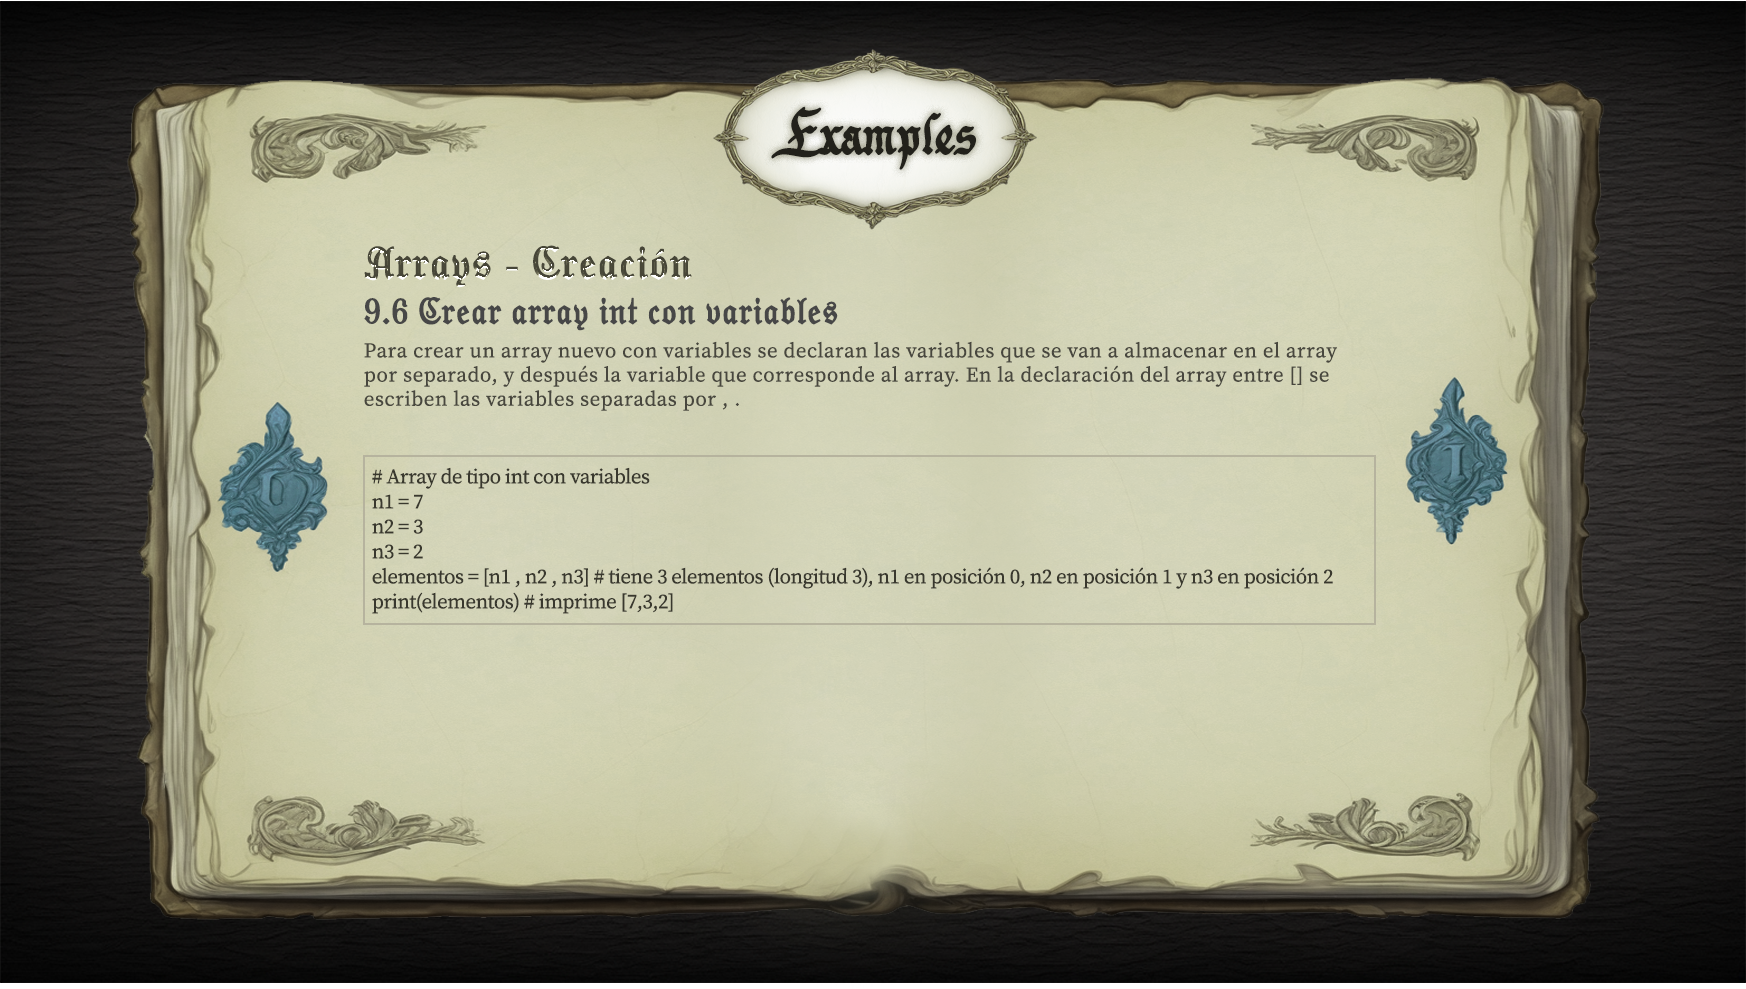 Examples
Arrays - Creación
9.6 Crear array int con variables
Para crear un array nuevo con variables se declaran las variables que se van a almacenar en el array
por separado, y después la variable que corresponde al array. En la declaración del array entre [] se
escriben las variables separadas por , .
# Array de tipo int con variables
n1 = 7
n2 = 3
n3 = 2
elementos = [n1 , n2 , n3] # tiene 3 elementos (longitud 3), n1 en posición 0, n2 en posición 1 y n3 en posición 2
print(elementos) # imprime [7,3,2]